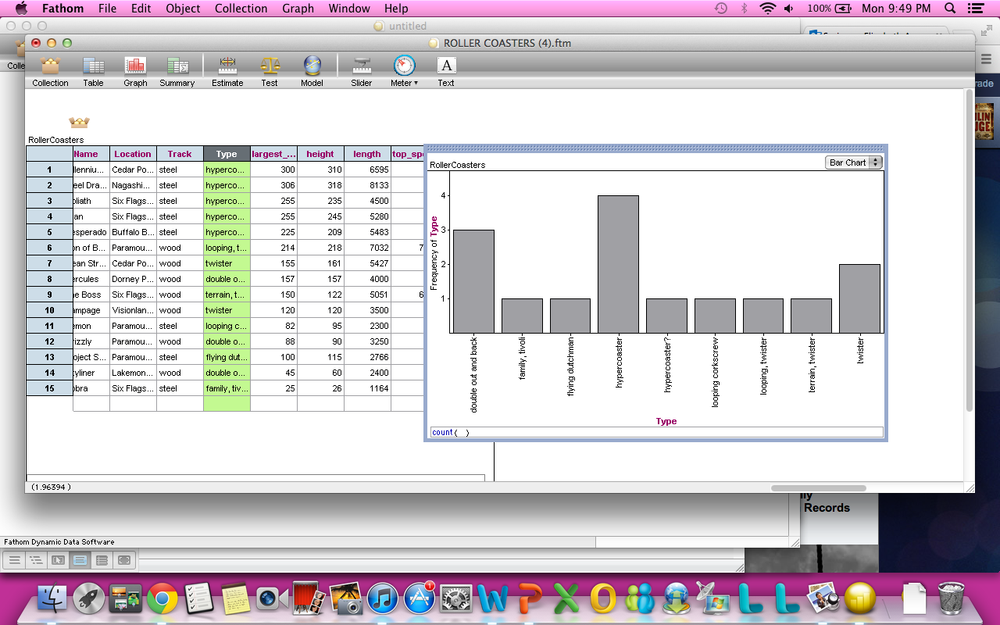 Fathom File Edit Object Collection Graph Window Help 100% Mon 9:49 PM
untitled
ROLLER COASTERS (4).ftm
Collection Table Graph Summary Estimate Test Model Slider Meter Text
RollerCoasters
Name Location Track Type largest_... height length top_spe
1 llenniu... Cedar Po... steel hyperco... 300 310 6595
2 eel Dra... Nagashi... steel hyperco... 306 318 8133
3 liath Six Flags... steel hyperco... 255 235 4500
4 an Six Flags... steel hyperco... 255 245 5280
5 esperado Buffalo B... steel hyperco... 225 209 5483
6 on of B... Paramou... wood looping, t... 214 218 7032 7
7 ean Str... Cedar Po... wood twister 155 161 5427
8 ercules Dorney P... wood double o... 157 157 4000
9 e Boss Six Flags... wood terrain, t... 150 122 5051 6
10 ampage Visionlan... wood twister 120 120 3500
11 emon Paramou... steel looping c... 82 95 2300
12 rizzly Paramou... wood double o... 88 90 3250
13 oject S... Paramou... steel flying dut... 100 115 2766
14 yliner Lakemon... wood double o... 45 60 2400
15 obra Six Flags... steel family, tiv... 25 26 1164
RollerCoasters
Bar Chart
Frequency of Type
4
3
2
1
double out and back
family, tivoli
flying dutchman
hypercoaster
hypercoaster?
looping corkscrew
looping, twister
terrain, twister
twister
Type
count( )
(1.96394 )
Fathom Dynamic Data Software
rade
Records